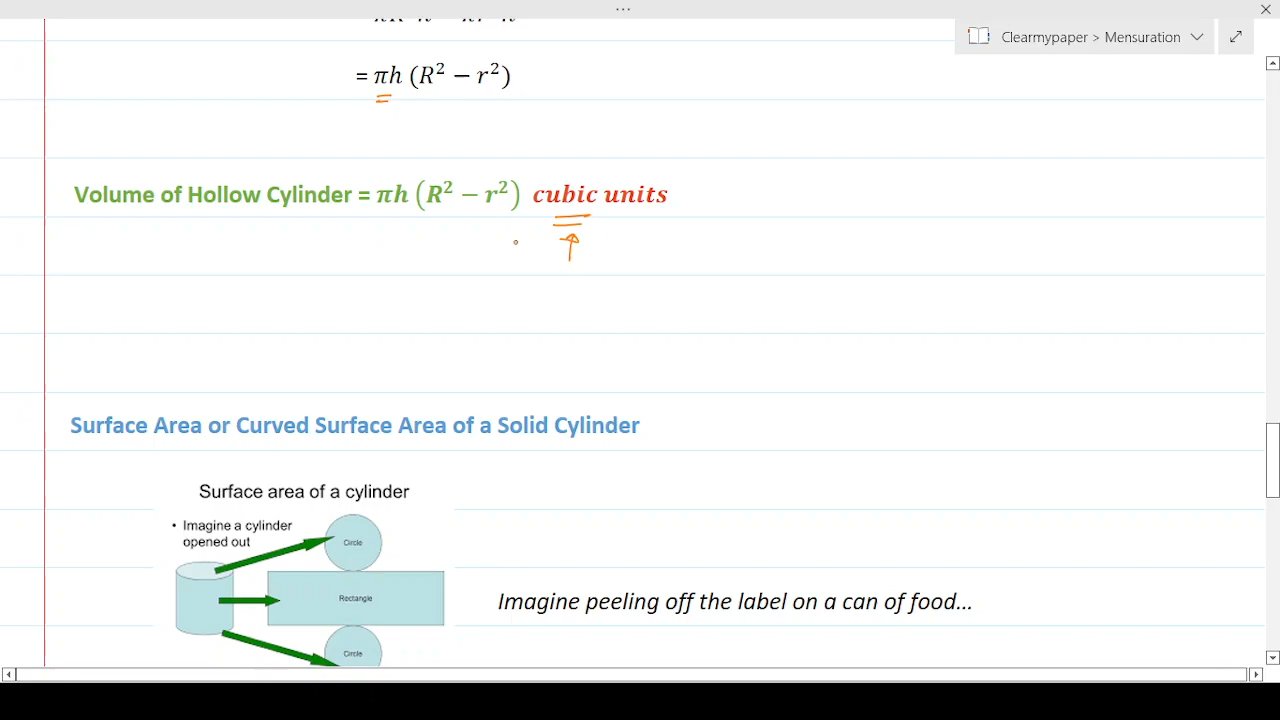 Clearmypaper > Mensuration
= πh (R² − r²)
Volume of Hollow Cylinder = πh (R² − r²) cubic units
Surface Area or Curved Surface Area of a Solid Cylinder
Surface area of a cylinder
• Imagine a cylinder
opened out
Circle
Rectangle
Circle
Imagine peeling off the label on a can of food...